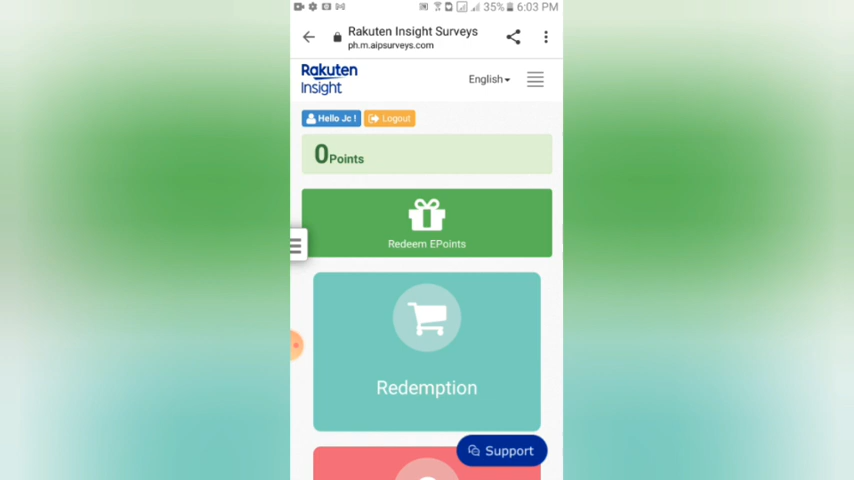 35% 6:03 PM
Rakuten Insight Surveys
ph.m.aipsurveys.com
Rakuten
Insight
English
Hello Jc !
Logout
0Points
Redeem EPoints
Redemption
Support